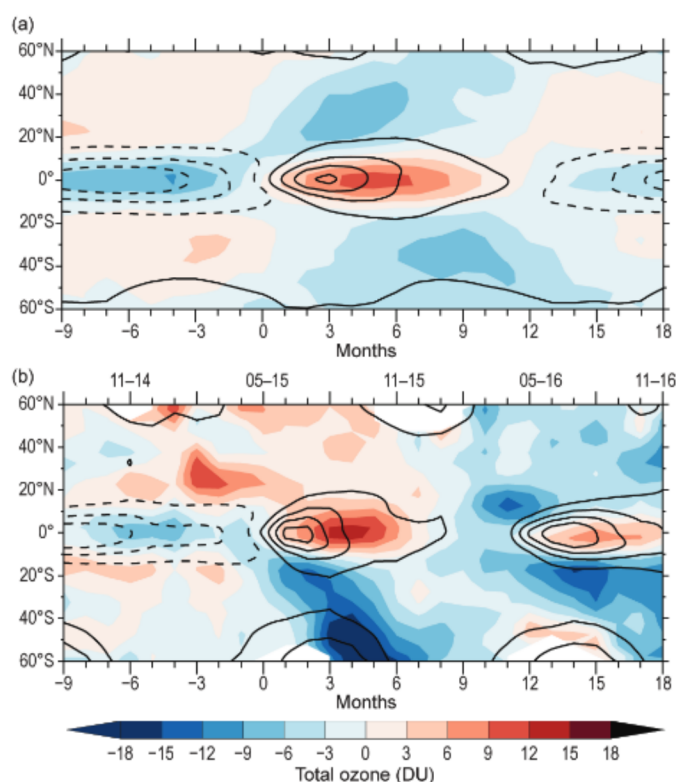 (a)
60°N
40°N
20°N
0°
20°S
40°S
60°S
−9 −6 −3 0 3 6 9 12 15 18
Months
(b)
11–14 05–15 11–15 05–16 11–16
60°N
40°N
20°N
0°
20°S
40°S
60°S
−9 −6 −3 0 3 6 9 12 15 18
Months
−18 −15 −12 −9 −6 −3 0 3 6 9 12 15 18
Total ozone (DU)